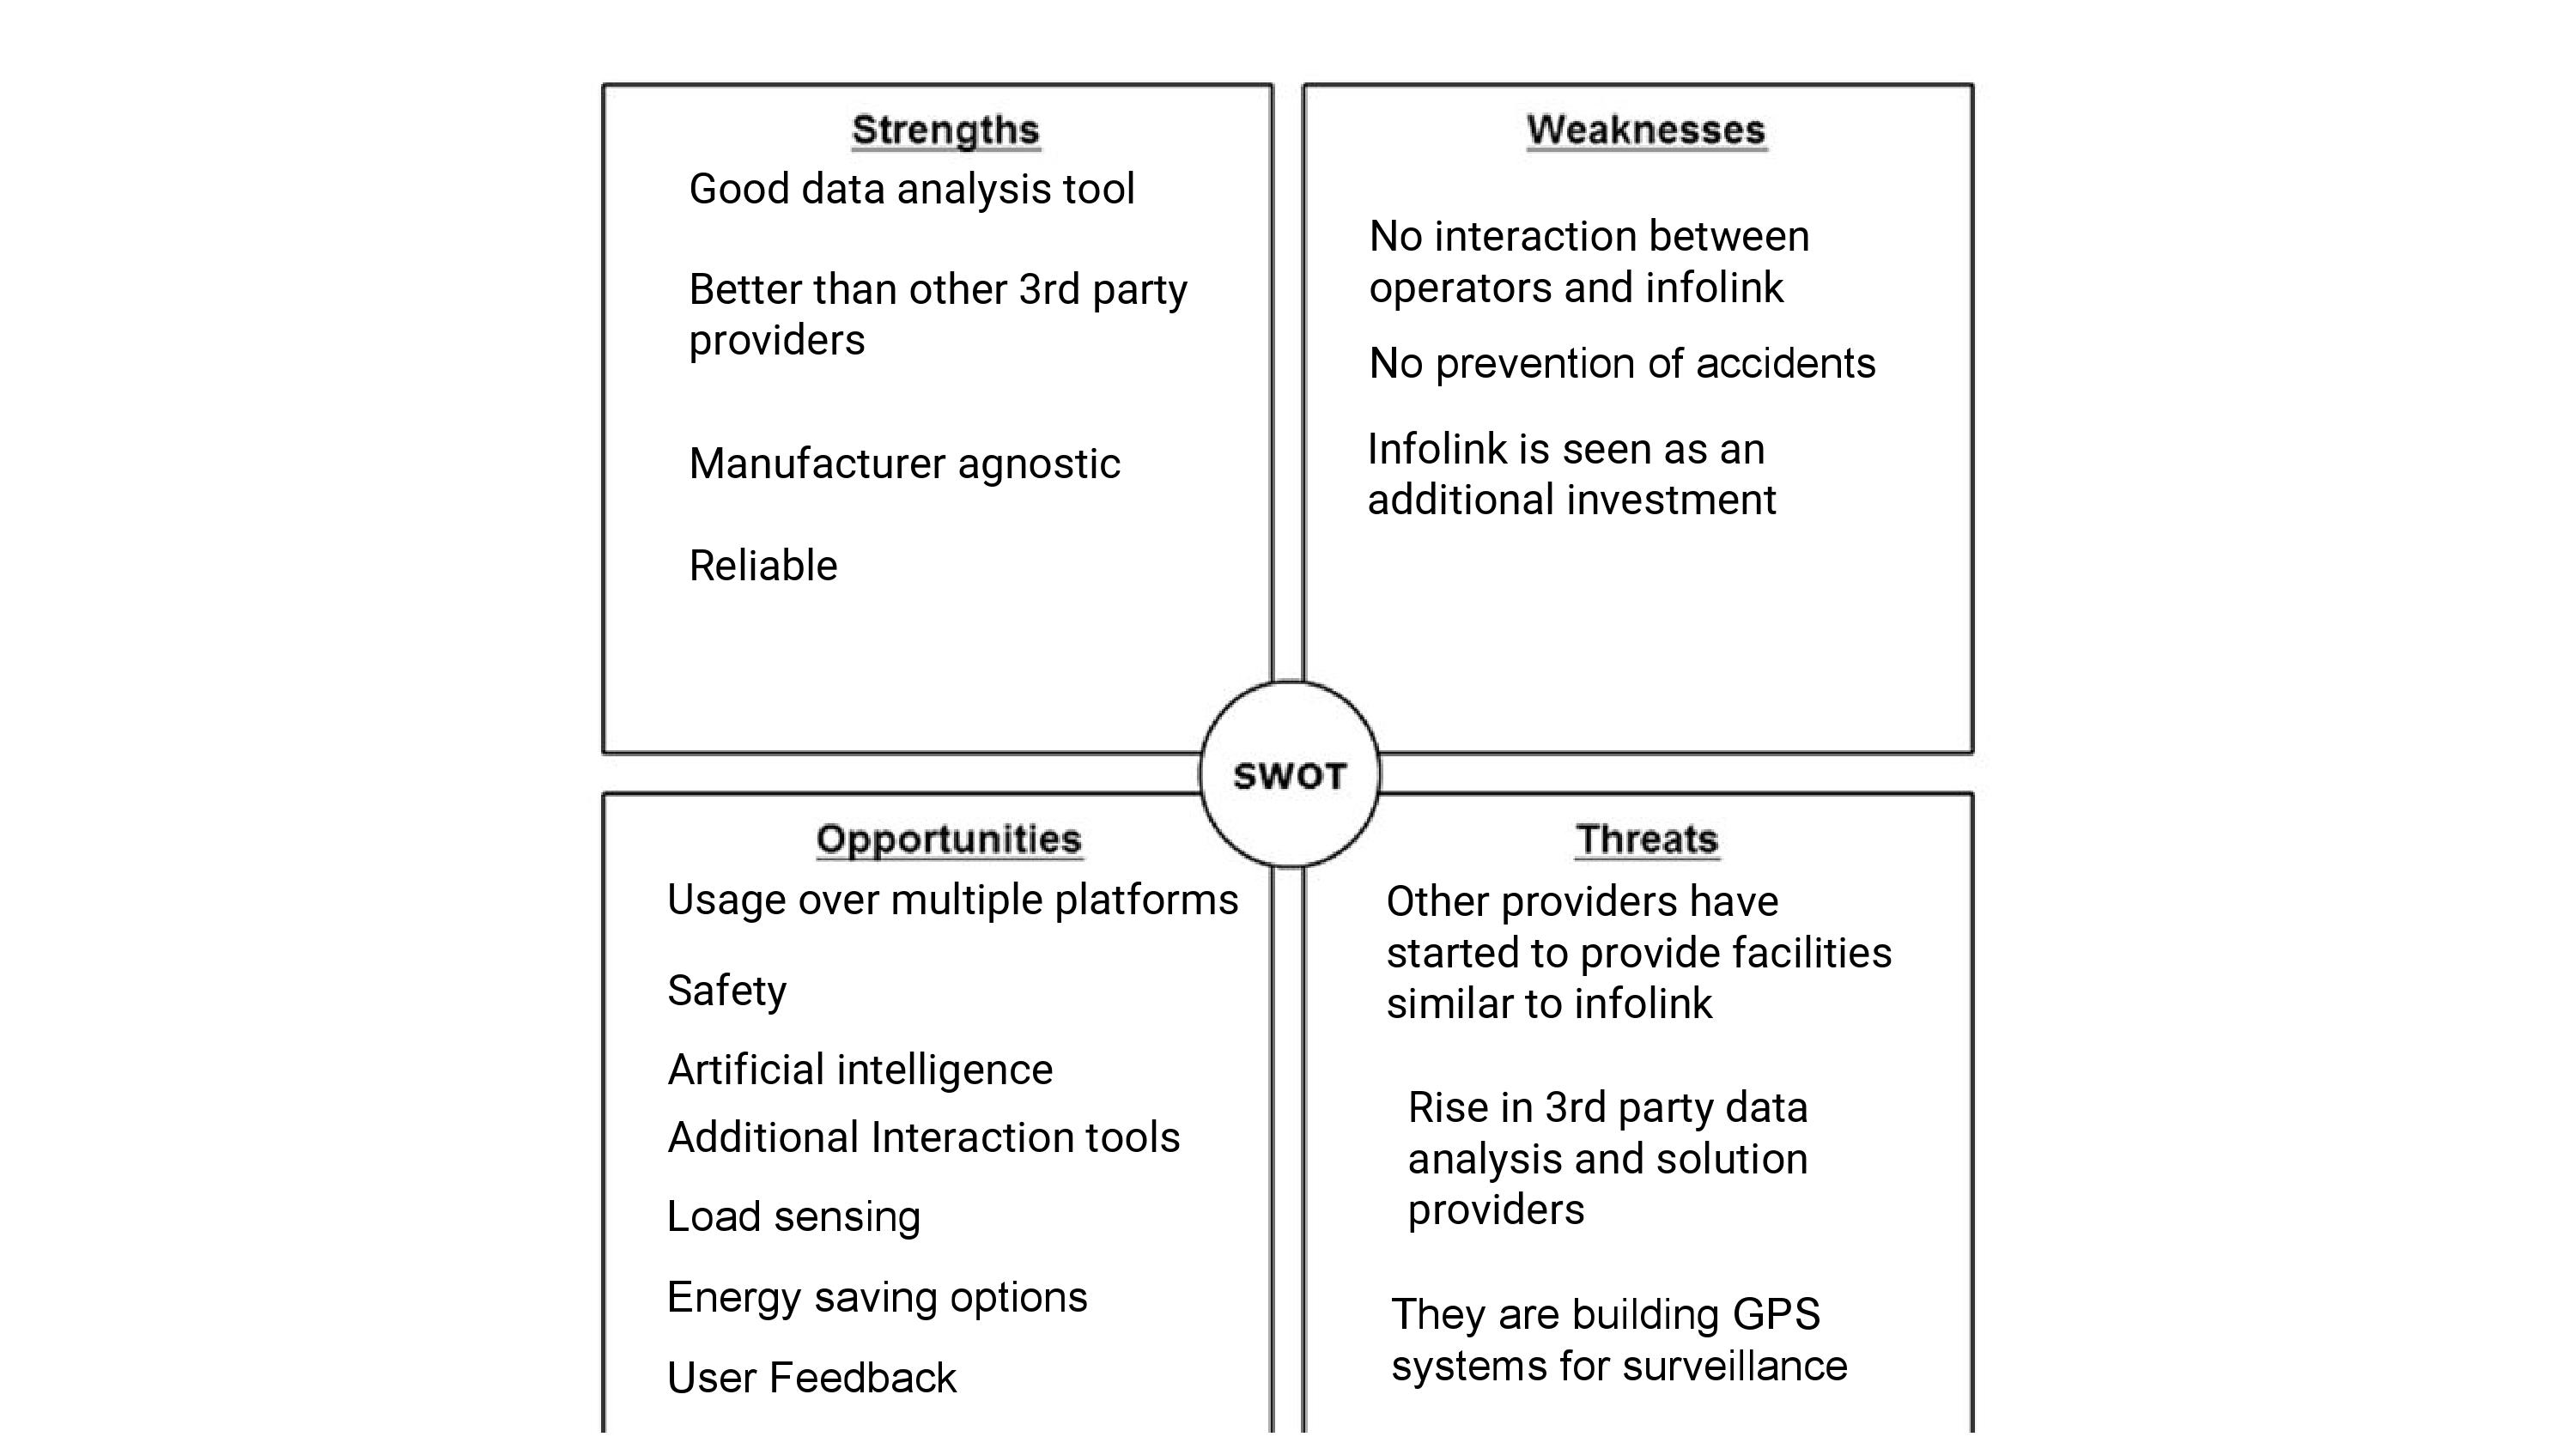 Strengths
Good data analysis tool
Better than other 3rd party
providers
Manufacturer agnostic
Reliable
Weaknesses
No interaction between
operators and infolink
No prevention of accidents
Infolink is seen as an
additional investment
SWOT
Opportunities
Usage over multiple platforms
Safety
Artificial intelligence
Additional Interaction tools
Load sensing
Energy saving options
User Feedback
Threats
Other providers have
started to provide facilities
similar to infolink
Rise in 3rd party data
analysis and solution
providers
They are building GPS
systems for surveillance